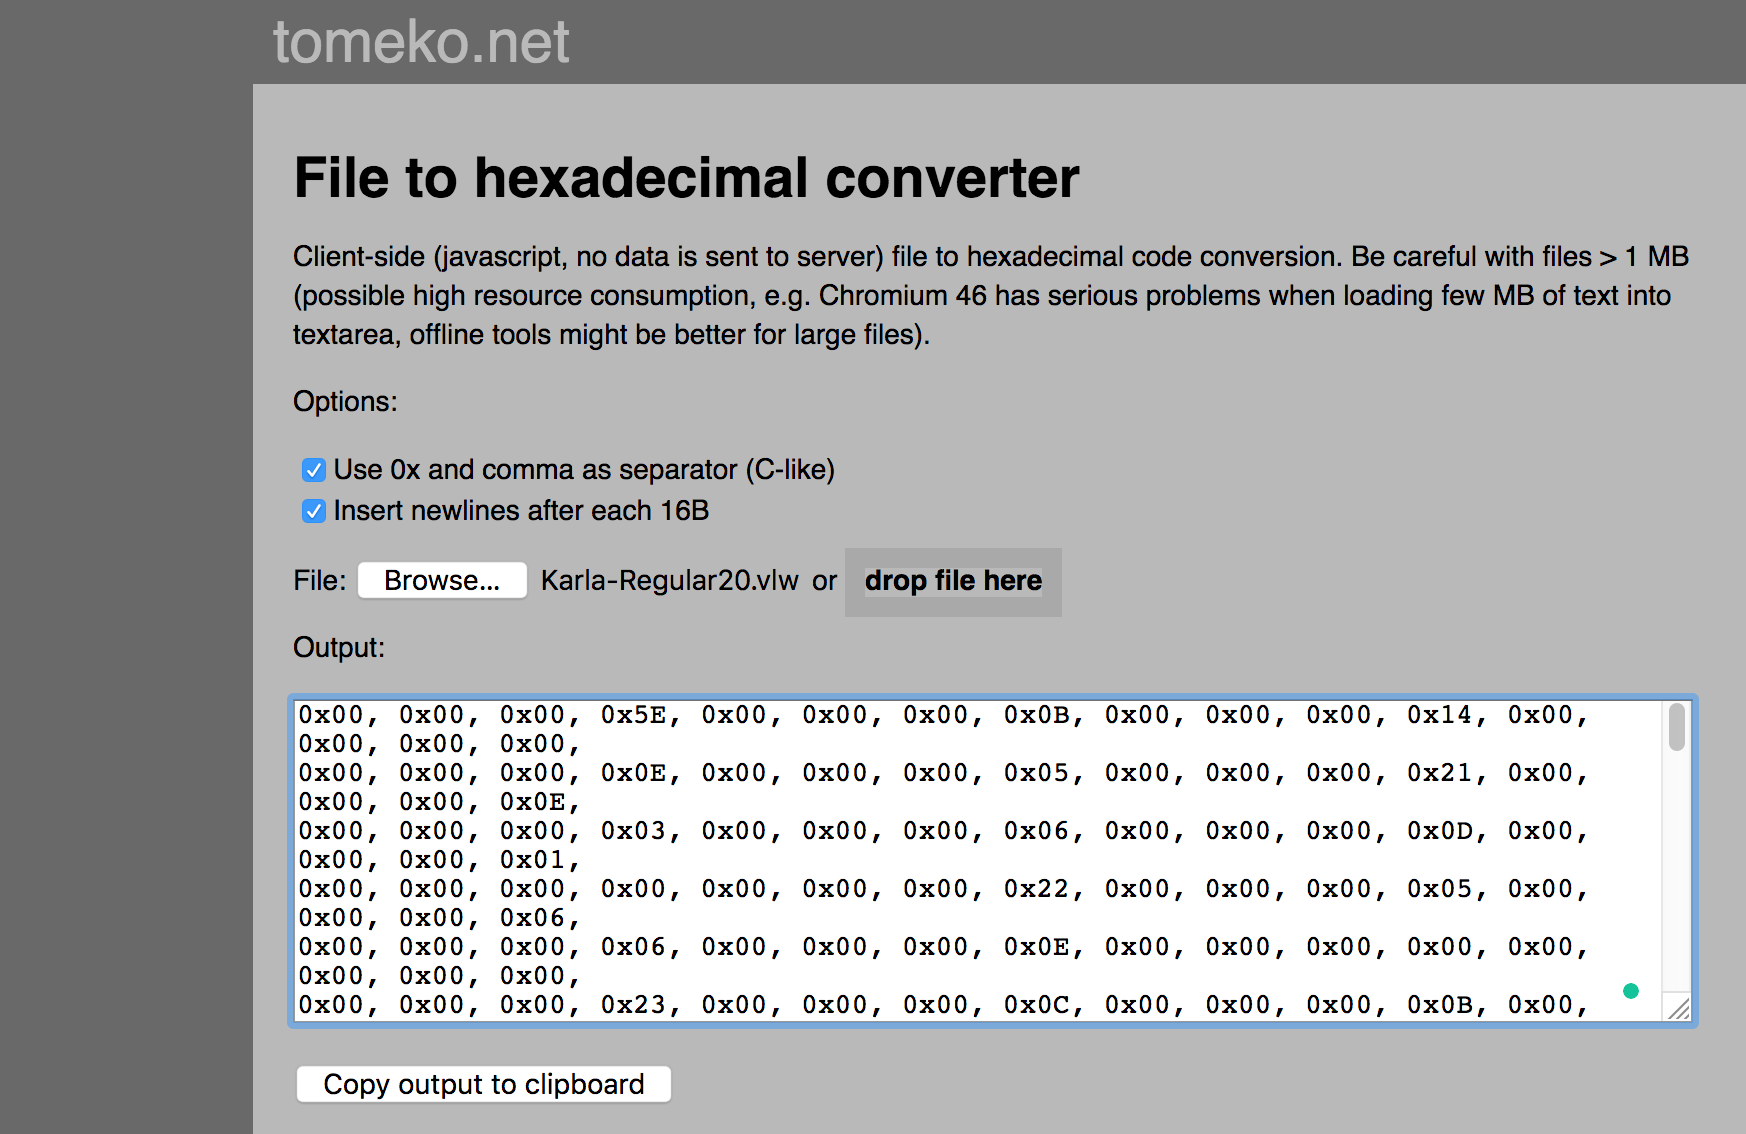 tomeko.net
File to hexadecimal converter
Client-side (javascript, no data is sent to server) file to hexadecimal code conversion. Be careful with files > 1 MB
(possible high resource consumption, e.g. Chromium 46 has serious problems when loading few MB of text into
textarea, offline tools might be better for large files).
Options:
Use 0x and comma as separator (C-like)
Insert newlines after each 16B
File: Browse... Karla-Regular20.vlw or drop file here
Output:
0x00, 0x00, 0x00, 0x5E, 0x00, 0x00, 0x00, 0x0B, 0x00, 0x00, 0x00, 0x14, 0x00,
0x00, 0x00, 0x00,
0x00, 0x00, 0x00, 0x0E, 0x00, 0x00, 0x00, 0x05, 0x00, 0x00, 0x00, 0x21, 0x00,
0x00, 0x00, 0x0E,
0x00, 0x00, 0x00, 0x03, 0x00, 0x00, 0x00, 0x06, 0x00, 0x00, 0x00, 0x0D, 0x00,
0x00, 0x00, 0x01,
0x00, 0x00, 0x00, 0x00, 0x00, 0x00, 0x00, 0x22, 0x00, 0x00, 0x00, 0x05, 0x00,
0x00, 0x00, 0x06,
0x00, 0x00, 0x00, 0x06, 0x00, 0x00, 0x00, 0x0E, 0x00, 0x00, 0x00, 0x00, 0x00,
0x00, 0x00, 0x00,
0x00, 0x00, 0x00, 0x23, 0x00, 0x00, 0x00, 0x0C, 0x00, 0x00, 0x00, 0x0B, 0x00,
Copy output to clipboard